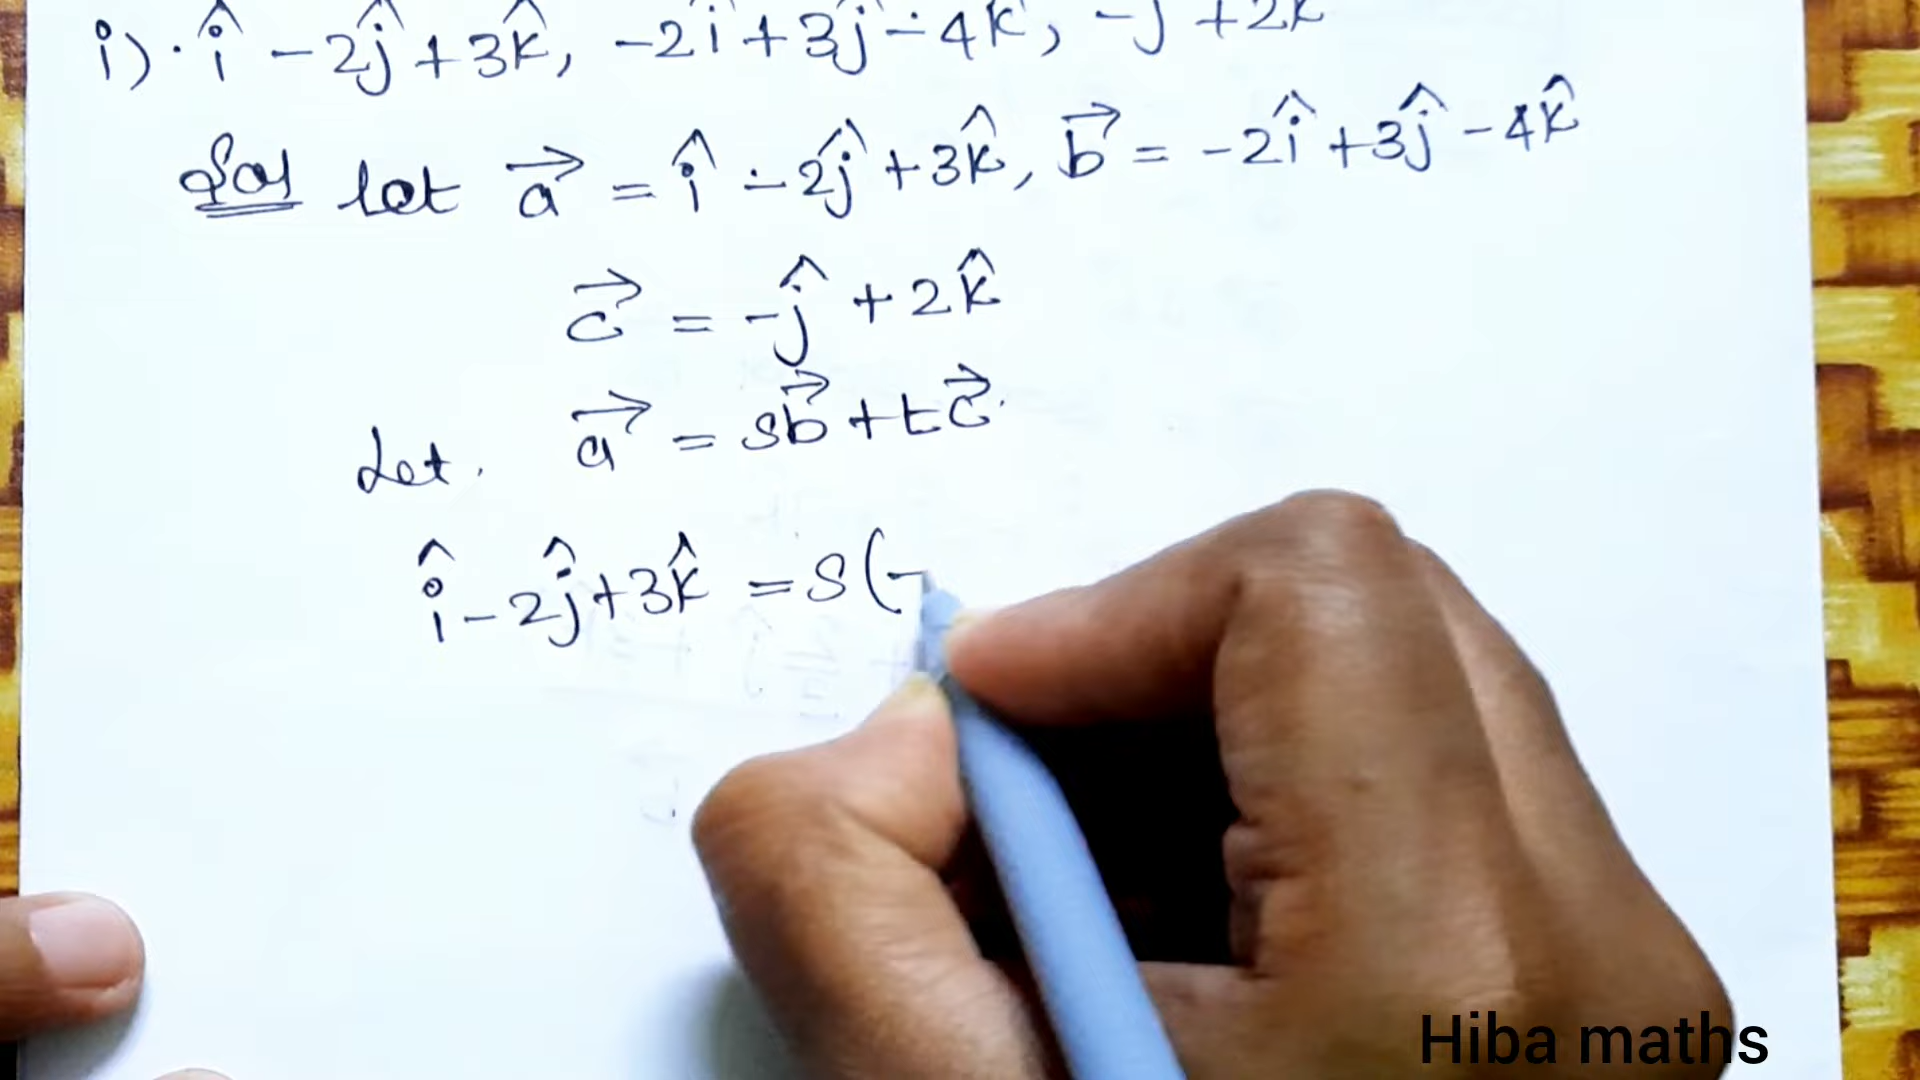 i). î - 2ĵ + 3k̂, -2î + 3ĵ - 4k̂, -ĵ + 2k̂
Sol let a⃗ = î - 2ĵ + 3k̂, b⃗ = -2î + 3ĵ - 4k̂
c⃗ = -ĵ + 2k̂
Let. a⃗ = sb⃗ + tc⃗.
î - 2ĵ + 3k̂ = s(-
Hiba maths